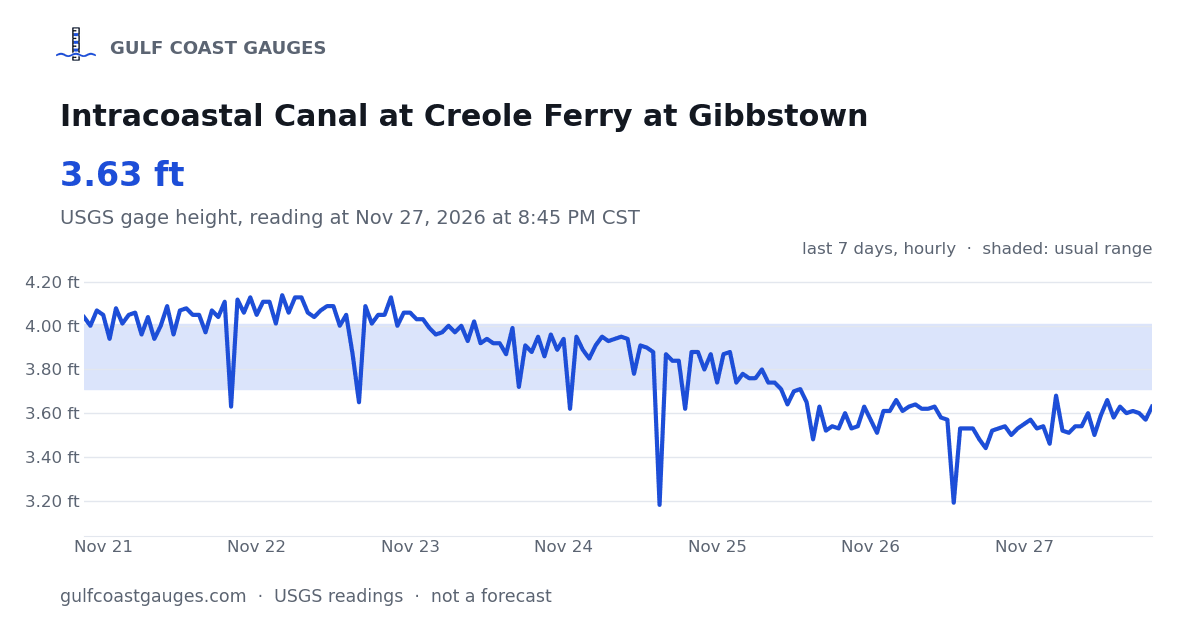 GULF COAST GAUGES
Intracoastal Canal at Creole Ferry at Gibbstown
3.63 ft
USGS gage height, reading at Nov 27, 2026 at 8:45 PM CST
last 7 days, hourly · shaded: usual range
4.20 ft
4.00 ft
3.80 ft
3.60 ft
3.40 ft
3.20 ft
Nov 21 Nov 22 Nov 23 Nov 24 Nov 25 Nov 26 Nov 27
gulfcoastgauges.com · USGS readings · not a forecast